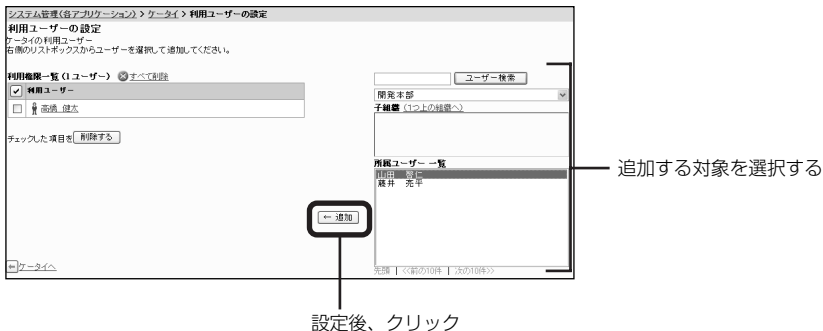 システム管理(各アプリケーション) > ケータイ > 利用ユーザーの設定
利用ユーザーの設定
ケータイの利用ユーザー
右側のリストボックスからユーザーを選択して追加してください。
利用権限一覧 (1 ユーザー) すべて削除
利用ユーザー
高橋 健太
チェックした項目を 削除する
ユーザー検索
開発本部
子組織 (1つ上の組織へ)
所属ユーザー一覧
山田
藤井 亮平
← 追加
先頭 | <<前の10件 | 次の10件>>
ケータイへ
追加する対象を選択する
設定後、クリック